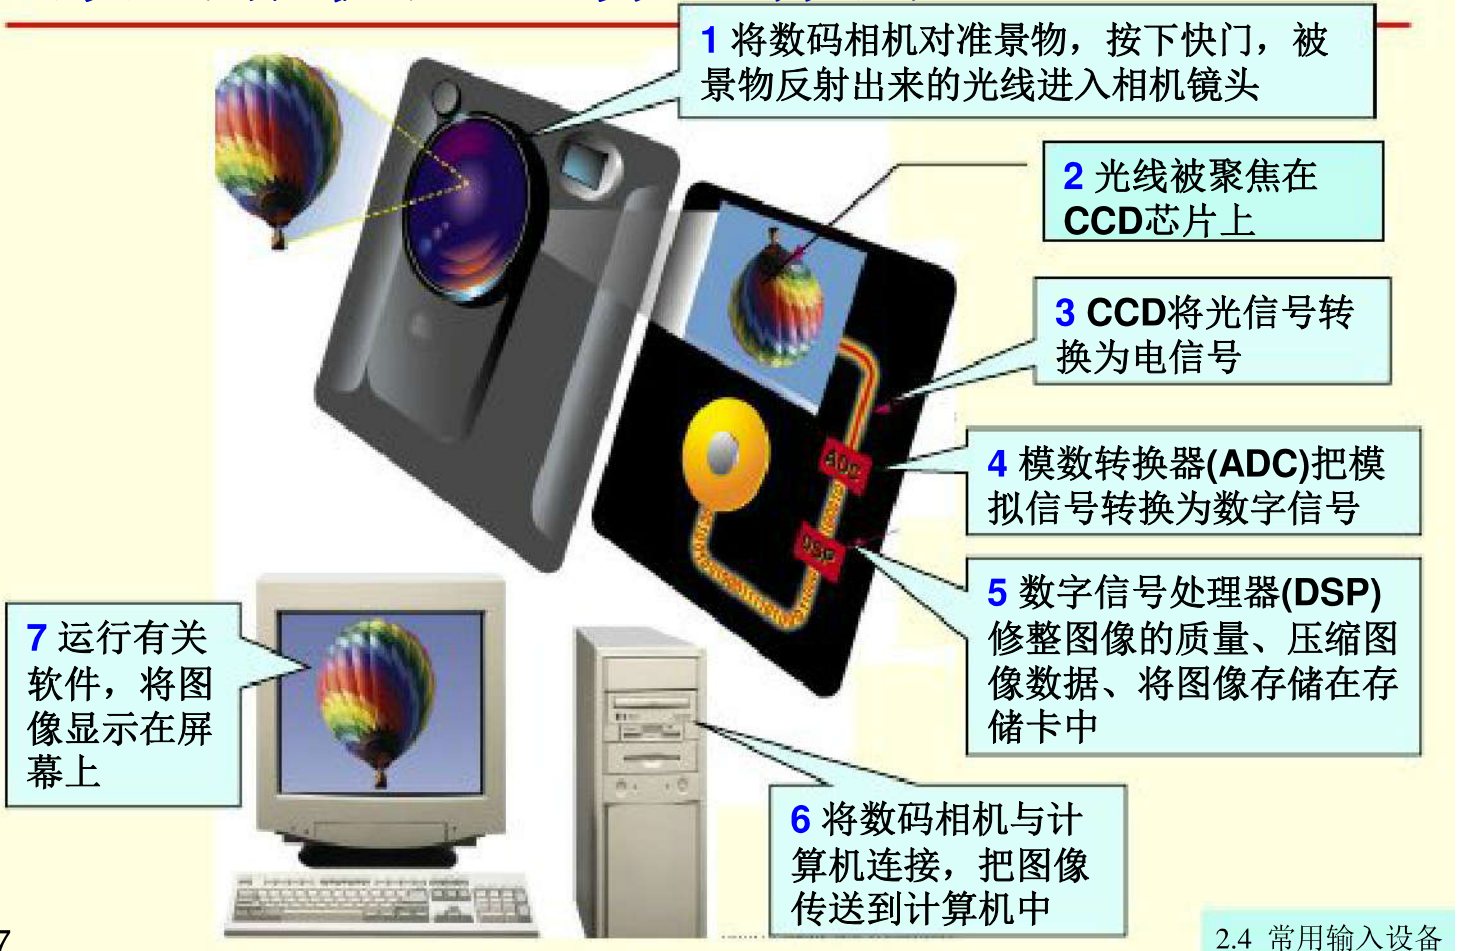 1 将数码相机对准景物，按下快门，被
景物反射出来的光线进入相机镜头
2 光线被聚焦在
CCD芯片上
3 CCD将光信号转
换为电信号
4 模数转换器(ADC)把模
拟信号转换为数字信号
ADC
DSP
5 数字信号处理器(DSP)
修整图像的质量、压缩图
像数据、将图像存储在存
储卡中
6 将数码相机与计
算机连接，把图像
传送到计算机中
7 运行有关
软件，将图
像显示在屏
幕上
7
2.4 常用输入设备